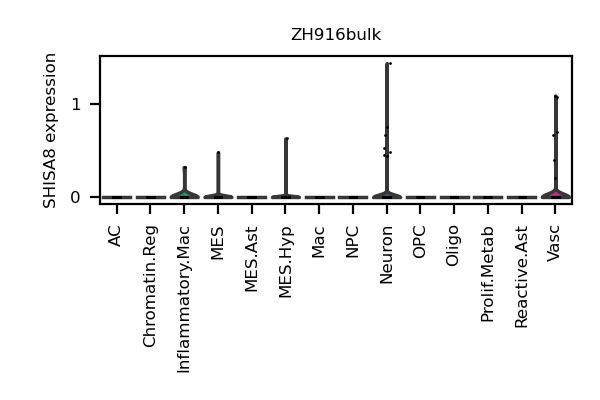 ZH916bulk
SHISA8 expression
1
0
AC
Chromatin.Reg
Inflammatory.Mac
MES
MES.Ast
MES.Hyp
Mac
NPC
Neuron
OPC
Oligo
Prolif.Metab
Reactive.Ast
Vasc